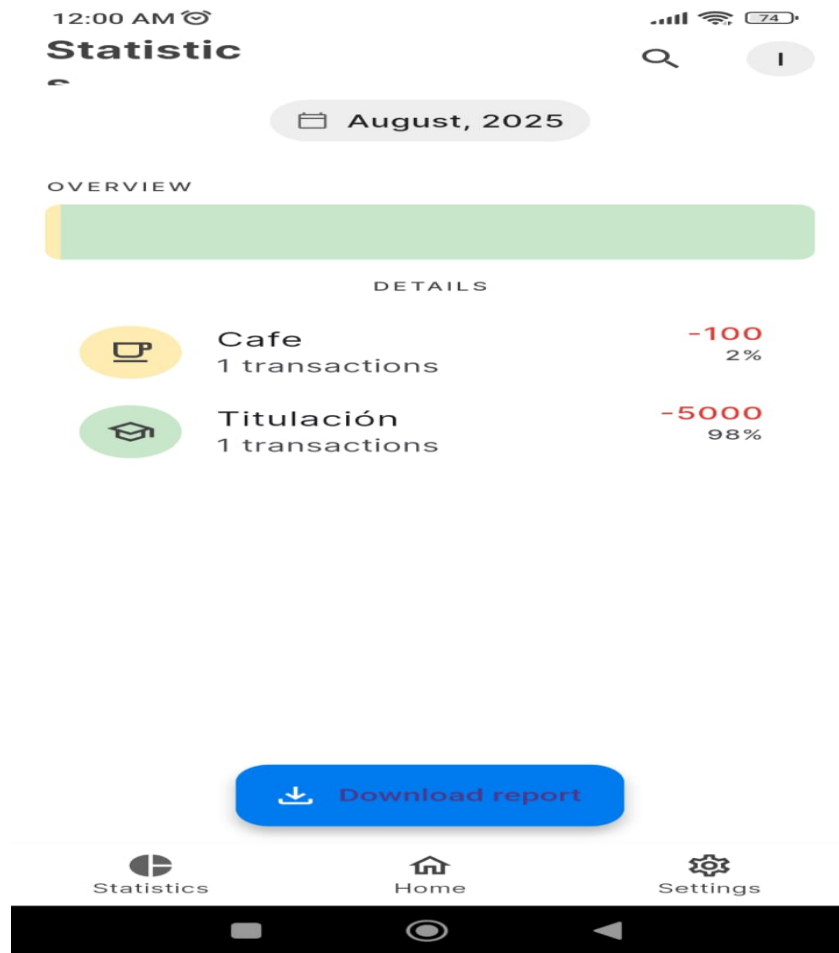 12:00 AM 74
Statistic
s
I
August, 2025
OVERVIEW
DETAILS
Cafe -100
1 transactions 2%
Titulación -5000
1 transactions 98%
Download report
Statistics Home Settings